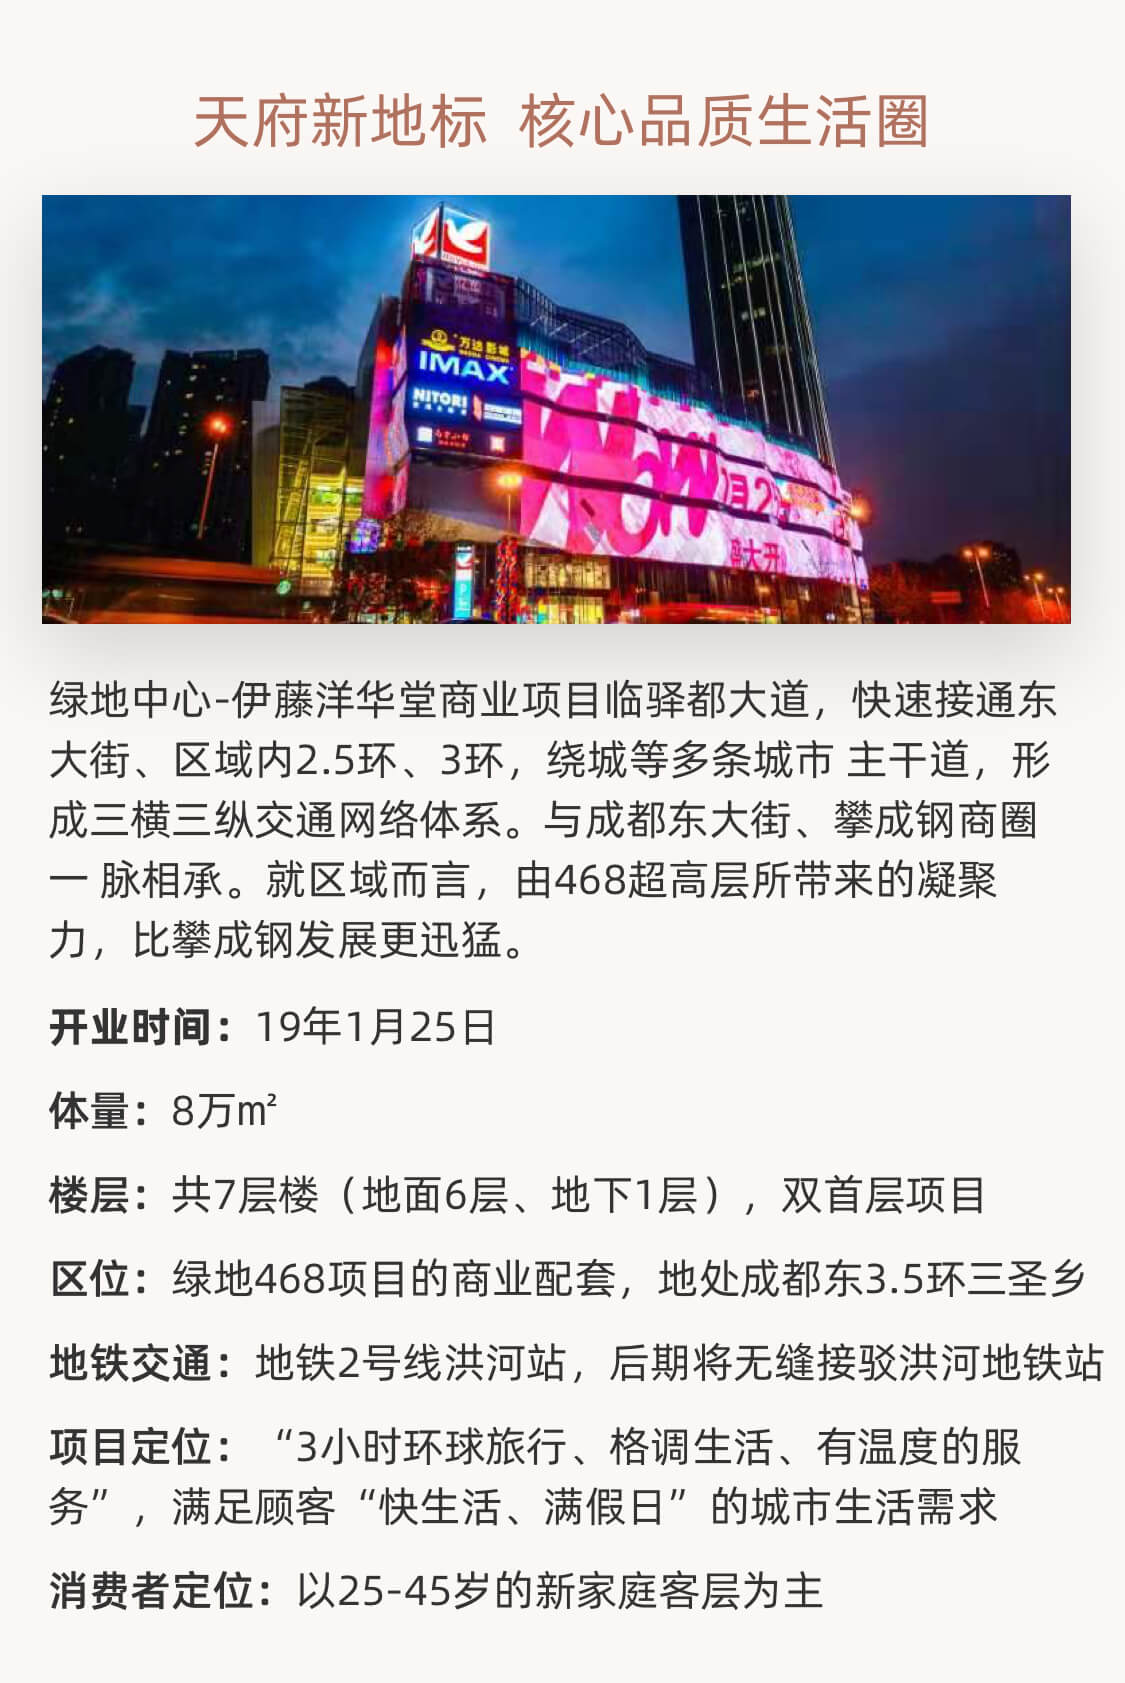 天府新地标 核心品质生活圈
万达影城
IMAX
NITORI
大开
绿地中心-伊藤洋华堂商业项目临驿都大道，快速接通东
大街、区域内2.5环、3环，绕城等多条城市 主干道，形
成三横三纵交通网络体系。与成都东大街、攀成钢商圈
一 脉相承。就区域而言，由468超高层所带来的凝聚
力，比攀成钢发展更迅猛。
开业时间：19年1月25日
体量：8万㎡
楼层：共7层楼（地面6层、地下1层），双首层项目
区位：绿地468项目的商业配套，地处成都东3.5环三圣乡
地铁交通：地铁2号线洪河站，后期将无缝接驳洪河地铁站
项目定位：“3小时环球旅行、格调生活、有温度的服
务”，满足顾客“快生活、满假日”的城市生活需求
消费者定位：以25-45岁的新家庭客层为主